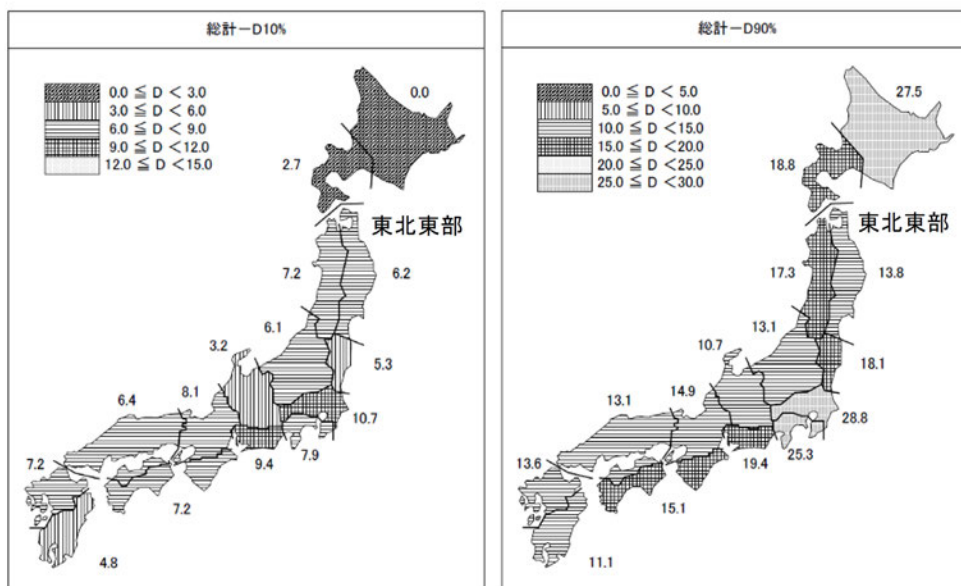 総計-D10%
0.0 ≦ D < 3.0
3.0 ≦ D < 6.0
6.0 ≦ D < 9.0
9.0 ≦ D <12.0
12.0 ≦ D <15.0
0.0
2.7
東北東部
7.2
6.2
6.1
3.2
5.3
8.1
6.4
10.7
7.9
9.4
7.2
7.2
4.8
総計-D90%
0.0 ≦ D < 5.0
5.0 ≦ D <10.0
10.0 ≦ D <15.0
15.0 ≦ D <20.0
20.0 ≦ D <25.0
25.0 ≦ D <30.0
27.5
18.8
東北東部
17.3
13.8
13.1
10.7
18.1
14.9
13.1
28.8
25.3
19.4
13.6
15.1
11.1